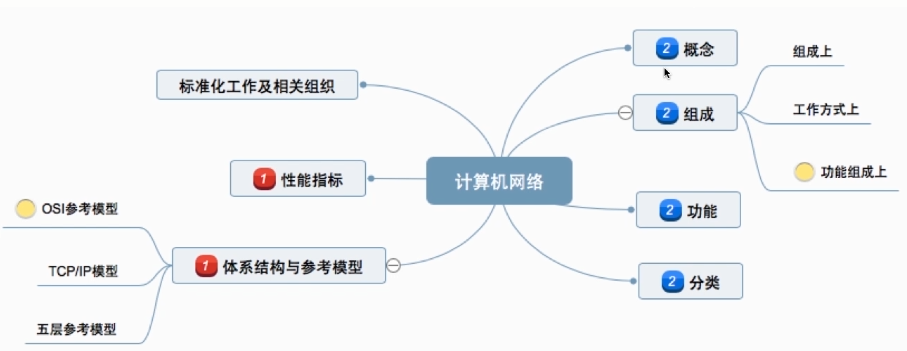 计算机网络
2 概念
2 组成
组成上
工作方式上
功能组成上
2 功能
2 分类
标准化工作及相关组织
1 性能指标
1 体系结构与参考模型
OSI参考模型
TCP/IP模型
五层参考模型